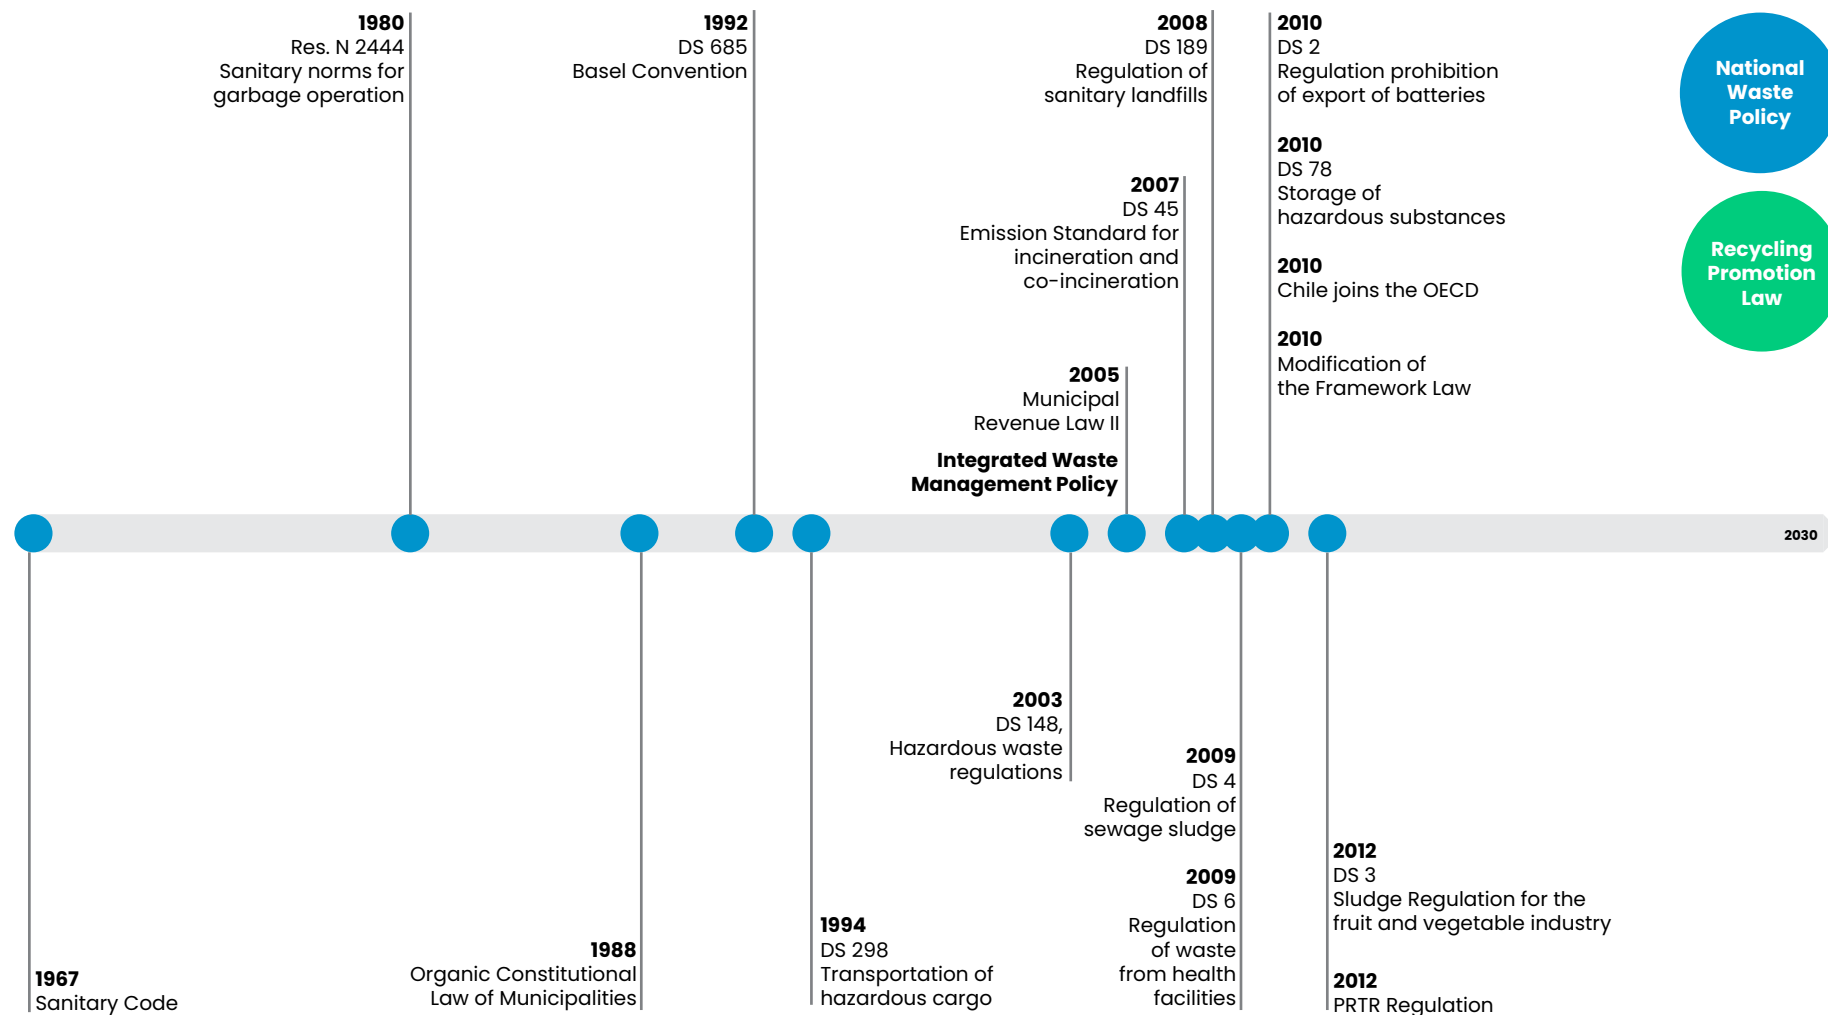 1980
Res. N 2444
Sanitary norms for
garbage operation
1992
DS 685
Basel Convention
2008
DS 189
Regulation of
sanitary landfills
2010
DS 2
Regulation prohibition
of export of batteries
2010
DS 78
Storage of
hazardous substances
2010
Chile joins the OECD
2010
Modification of
the Framework Law
National
Waste
Policy
Recycling
Promotion
Law
2007
DS 45
Emission Standard for
incineration and
co-incineration
2005
Municipal
Revenue Law II
Integrated Waste
Management Policy
2030
1967
Sanitary Code
1988
Organic Constitutional
Law of Municipalities
1994
DS 298
Transportation of
hazardous cargo
2003
DS 148,
Hazardous waste
regulations
2009
DS 4
Regulation of
sewage sludge
2009
DS 6
Regulation
of waste
from health
facilities
2012
DS 3
Sludge Regulation for the
fruit and vegetable industry
2012
PRTR Regulation